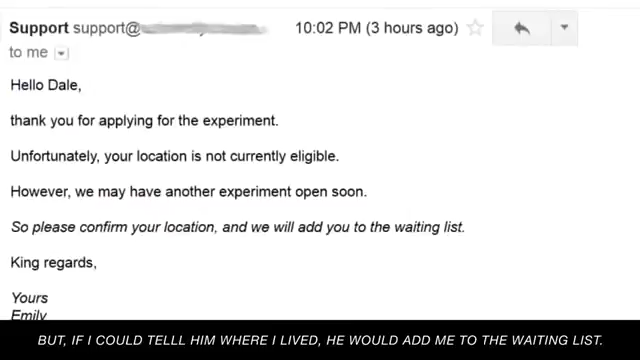 Support support@ 10:02 PM (3 hours ago)
to me
Hello Dale,
thank you for applying for the experiment.
Unfortunately, your location is not currently eligible.
However, we may have another experiment open soon.
So please confirm your location, and we will add you to the waiting list.
King regards,
Yours
Emily
BUT, IF I COULD TELLL HIM WHERE I LIVED, HE WOULD ADD ME TO THE WAITING LIST.